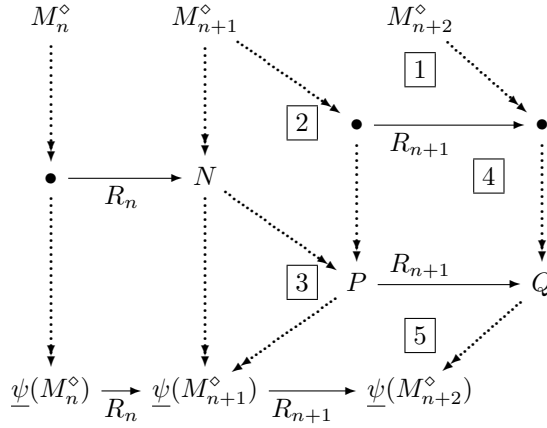 M_n^⋄ M_{n+1}^⋄ M_{n+2}^⋄
1
2
R_{n+1}
R_n N 4
3 P R_{n+1} Q
5
ψ(M_n^⋄) R_n ψ(M_{n+1}^⋄) R_{n+1} ψ(M_{n+2}^⋄)